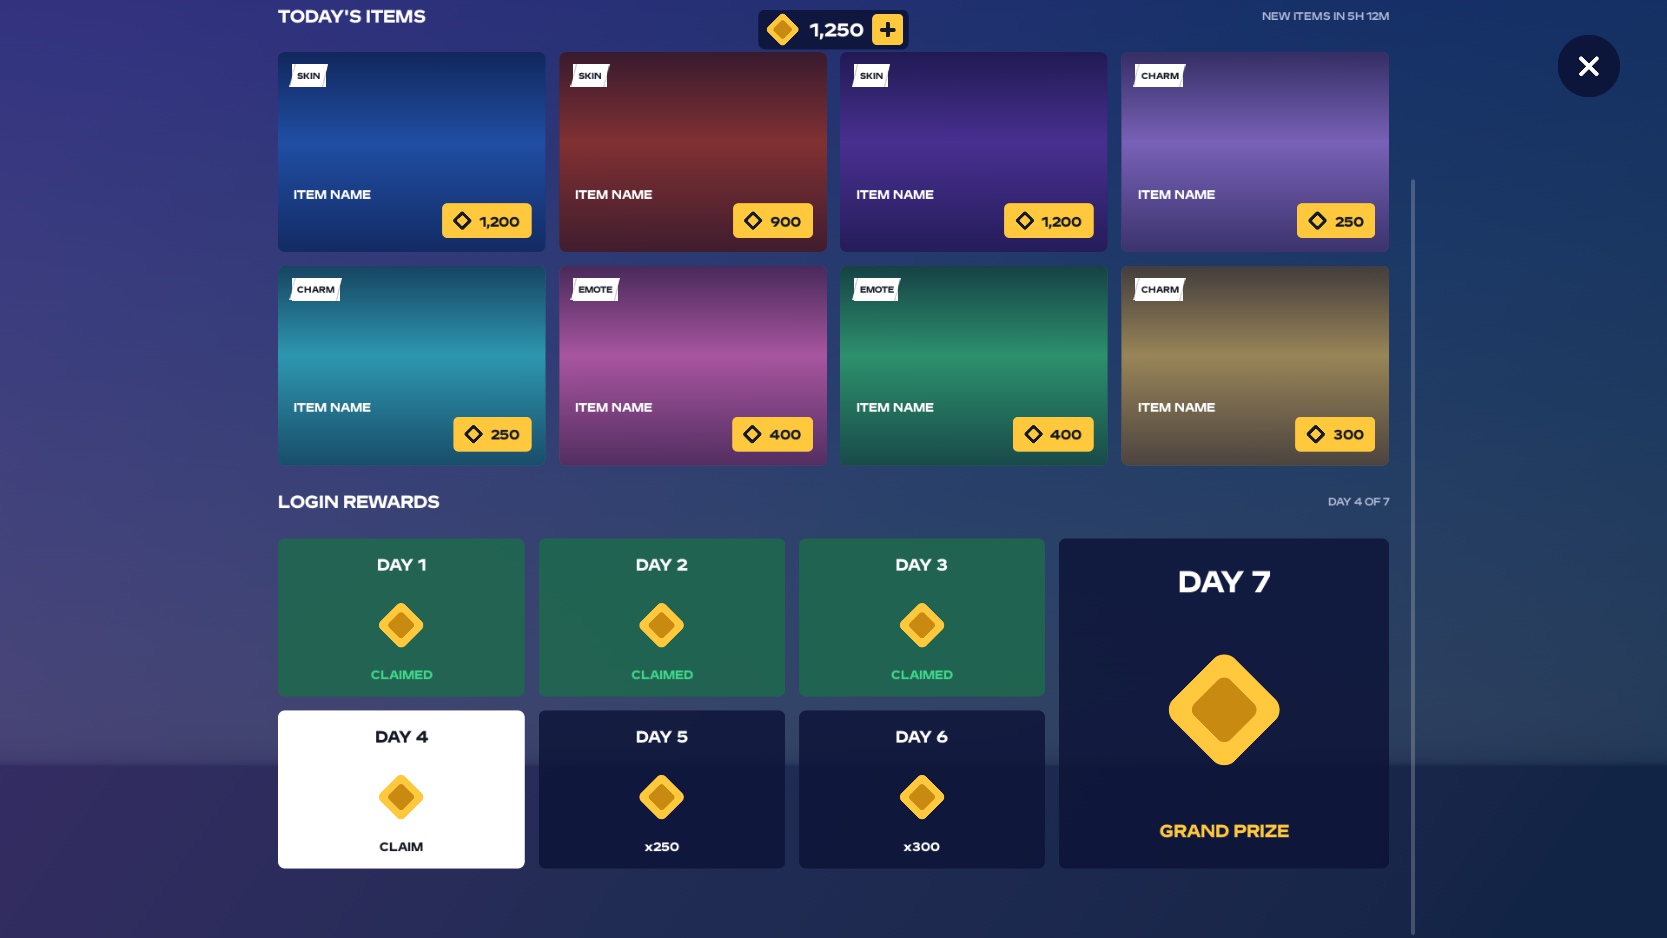 TODAY'S ITEMS
1,250
NEW ITEMS IN 5H 12M
SKIN
ITEM NAME
1,200
SKIN
ITEM NAME
900
SKIN
ITEM NAME
1,200
CHARM
ITEM NAME
250
CHARM
ITEM NAME
250
EMOTE
ITEM NAME
400
EMOTE
ITEM NAME
400
CHARM
ITEM NAME
300
LOGIN REWARDS
DAY 4 OF 7
DAY 1
CLAIMED
DAY 2
CLAIMED
DAY 3
CLAIMED
DAY 4
CLAIM
DAY 5
x250
DAY 6
x300
DAY 7
GRAND PRIZE